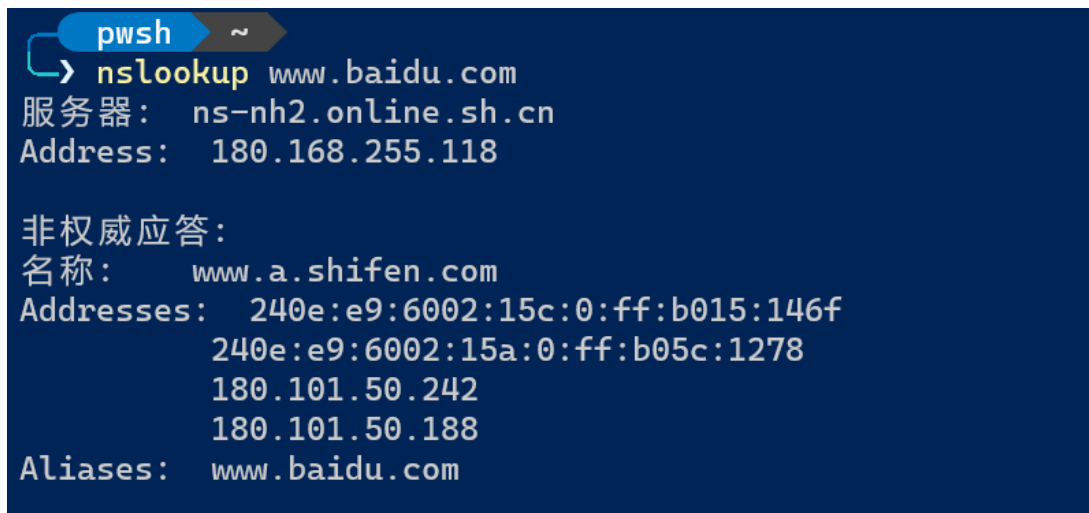 pwsh ~
❯ nslookup www.baidu.com
服务器:  ns-nh2.online.sh.cn
Address:  180.168.255.118

非权威应答:
名称:    www.a.shifen.com
Addresses:  240e:e9:6002:15c:0:ff:b015:146f
          240e:e9:6002:15a:0:ff:b05c:1278
          180.101.50.242
          180.101.50.188
Aliases:  www.baidu.com